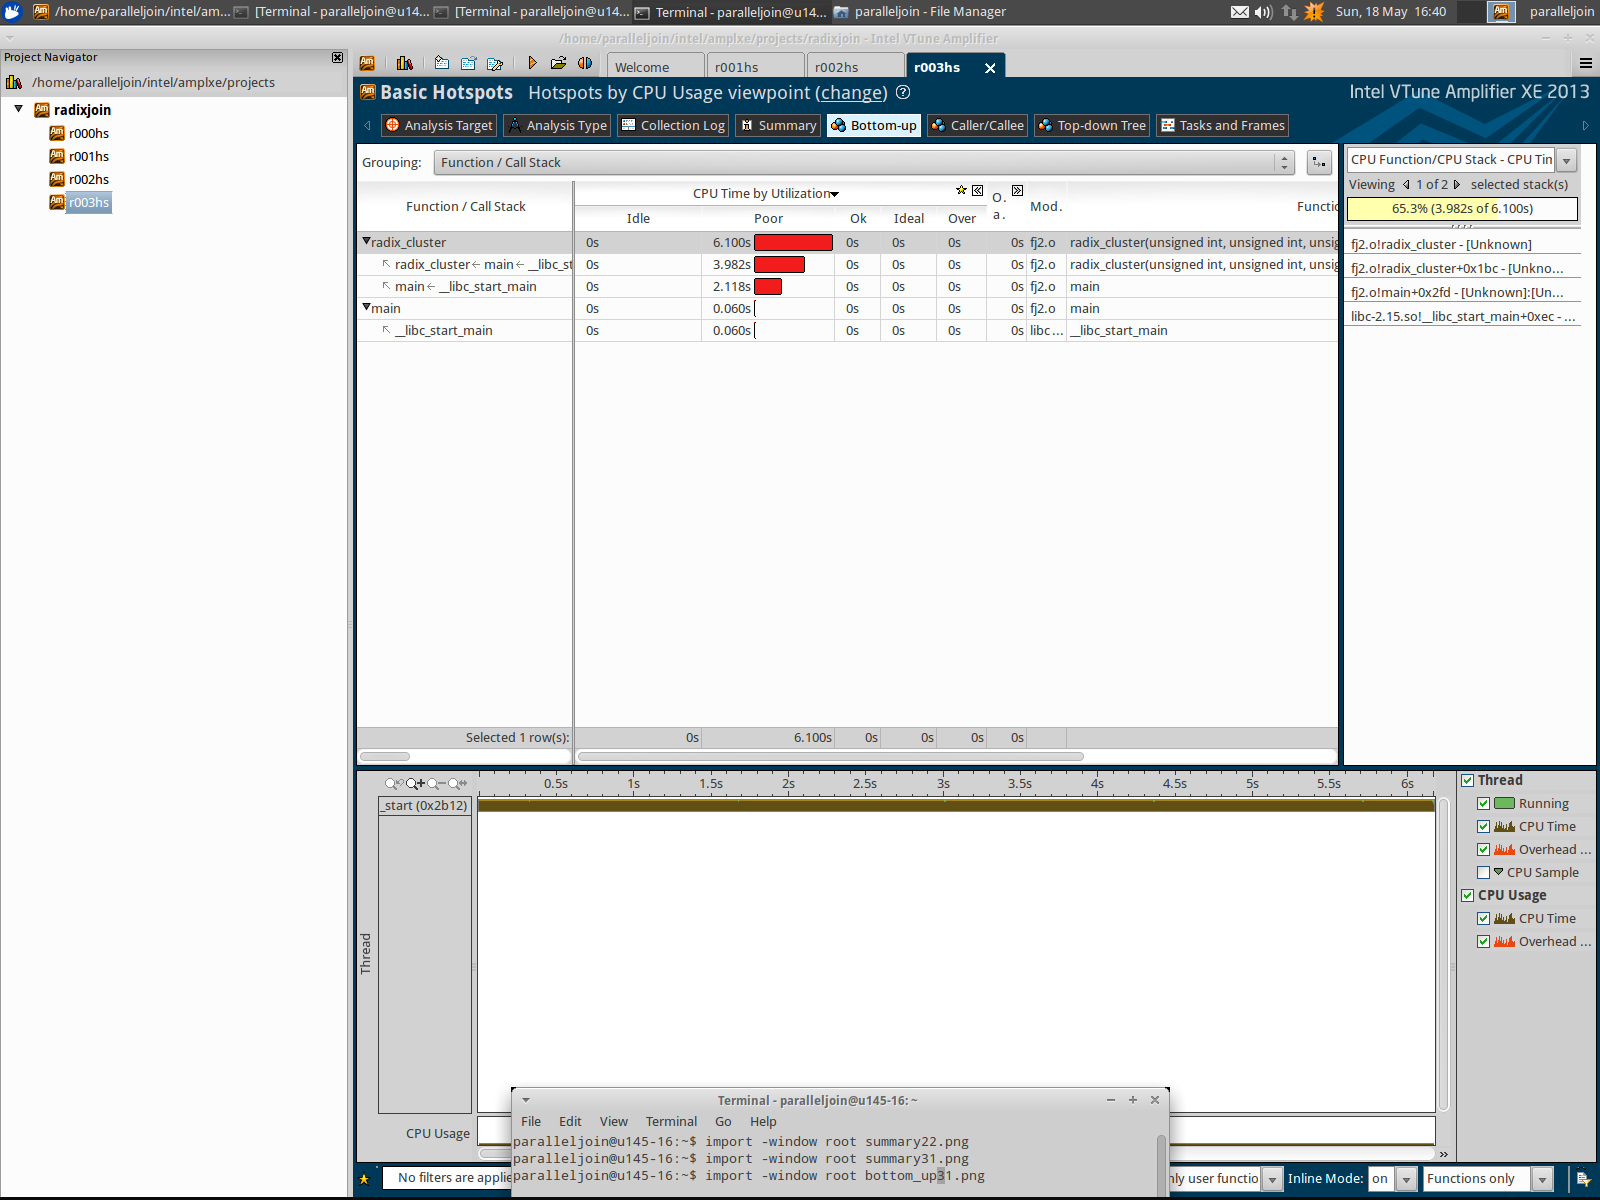 /home/paralleljoin/intel/am... [Terminal - paralleljoin@u14... [Terminal - paralleljoin@u14... Terminal - paralleljoin@u14... paralleljoin - File Manager Sun, 18 May 16:40 Am paralleljoin
/home/paralleljoin/intel/amplxe/projects/radixjoin - Intel VTune Amplifier
Project Navigator
/home/paralleljoin/intel/amplxe/projects
radixjoin
r000hs
r001hs
r002hs
r003hs
Welcome r001hs r002hs r003hs
Basic Hotspots Hotspots by CPU Usage viewpoint (change) ?
Intel VTune Amplifier XE 2013
Analysis Target Analysis Type Collection Log Summary Bottom-up Caller/Callee Top-down Tree Tasks and Frames
Grouping: Function / Call Stack
Function / Call Stack CPU Time by Utilization O. a. Mod. Functio
Idle Poor Ok Ideal Over
radix_cluster 0s 6.100s 0s 0s 0s 0s fj2.o radix_cluster(unsigned int, unsigned int, unsig
radix_cluster ← main ← __libc_st 0s 3.982s 0s 0s 0s 0s fj2.o radix_cluster(unsigned int, unsigned int, unsig
main ← __libc_start_main 0s 2.118s 0s 0s 0s 0s fj2.o main
main 0s 0.060s 0s 0s 0s 0s fj2.o main
__libc_start_main 0s 0.060s 0s 0s 0s 0s libc ... __libc_start_main
Selected 1 row(s): 0s 6.100s 0s 0s 0s 0s
CPU Function/CPU Stack - CPU Tin
Viewing 1 of 2 selected stack(s)
65.3% (3.982s of 6.100s)
fj2.o!radix_cluster - [Unknown]
fj2.o!radix_cluster+0x1bc - [Unkno...
fj2.o!main+0x2fd - [Unknown]:[Un...
libc-2.15.so!__libc_start_main+0xec - ...
0.5s 1s 1.5s 2s 2.5s 3s 3.5s 4s 4.5s 5s 5.5s 6s
_start (0x2b12)
Thread
CPU Usage
Thread
Running
CPU Time
Overhead ...
CPU Sample
CPU Usage
CPU Time
Overhead ...
Terminal - paralleljoin@u145-16: ~
File Edit View Terminal Go Help
paralleljoin@u145-16:~$ import -window root summary22.png
paralleljoin@u145-16:~$ import -window root summary31.png
paralleljoin@u145-16:~$ import -window root bottom_up31.png
No filters are applie nly user functio Inline Mode: on Functions only